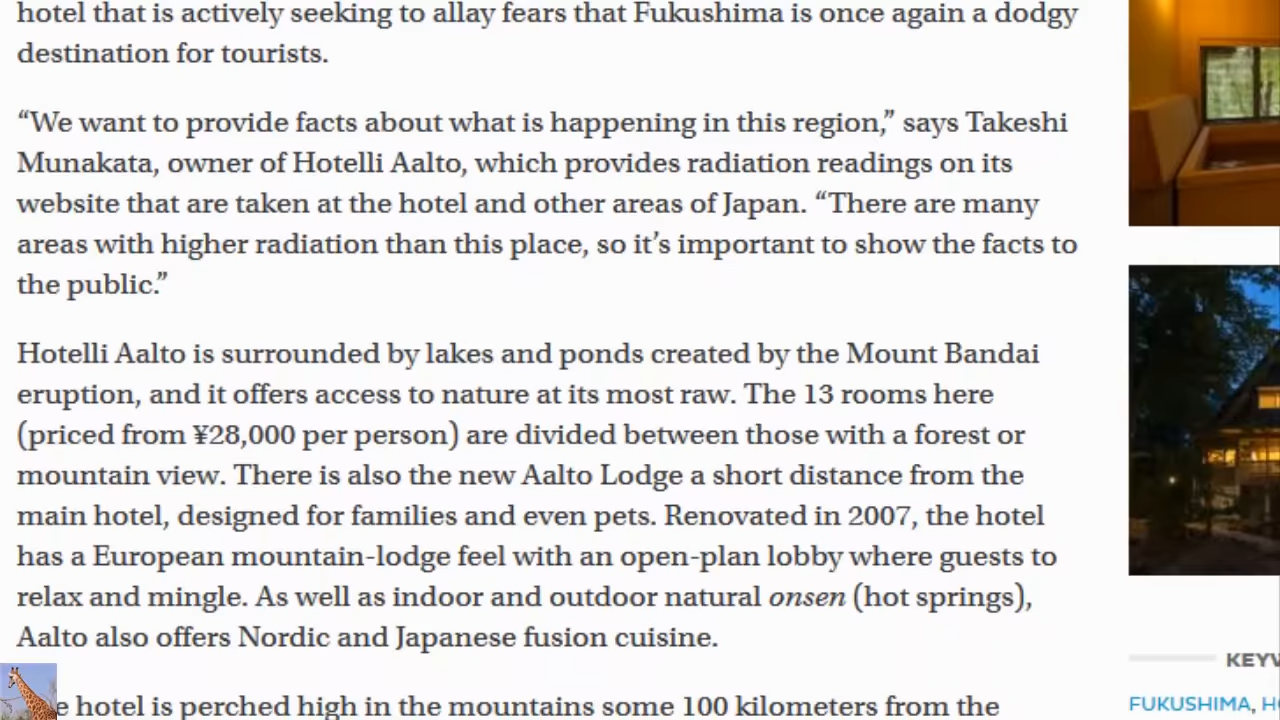 hotel that is actively seeking to allay fears that Fukushima is once again a dodgy
destination for tourists.
“We want to provide facts about what is happening in this region,” says Takeshi
Munakata, owner of Hotelli Aalto, which provides radiation readings on its
website that are taken at the hotel and other areas of Japan. “There are many
areas with higher radiation than this place, so it’s important to show the facts to
the public.”
Hotelli Aalto is surrounded by lakes and ponds created by the Mount Bandai
eruption, and it offers access to nature at its most raw. The 13 rooms here
(priced from ¥28,000 per person) are divided between those with a forest or
mountain view. There is also the new Aalto Lodge a short distance from the
main hotel, designed for families and even pets. Renovated in 2007, the hotel
has a European mountain-lodge feel with an open-plan lobby where guests to
relax and mingle. As well as indoor and outdoor natural onsen (hot springs),
Aalto also offers Nordic and Japanese fusion cuisine.
hotel is perched high in the mountains some 100 kilometers from the
FUKUSHIMA,